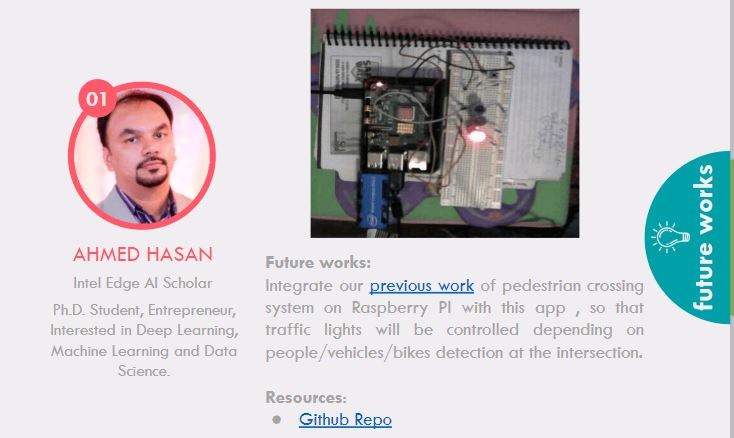 01
AHMED HASAN
Intel Edge AI Scholar
Ph.D. Student, Entrepreneur,
Interested in Deep Learning,
Machine Learning and Data
Science.
Future works:
Integrate our previous work of pedestrian crossing
system on Raspberry PI with this app , so that
traffic lights will be controlled depending on
people/vehicles/bikes detection at the intersection.
Resources:
● Github Repo
future works